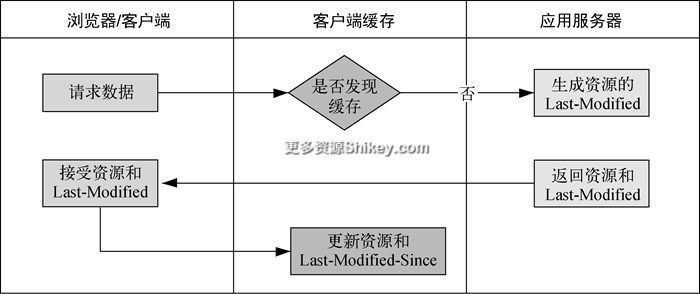 浏览器/客户端
客户端缓存
应用服务器
请求数据
是否发现
缓存
否
生成资源的
Last-Modified
更多资源Shikey.com
接受资源和
Last-Modified
返回资源和
Last-Modified
更新资源和
Last-Modified-Since